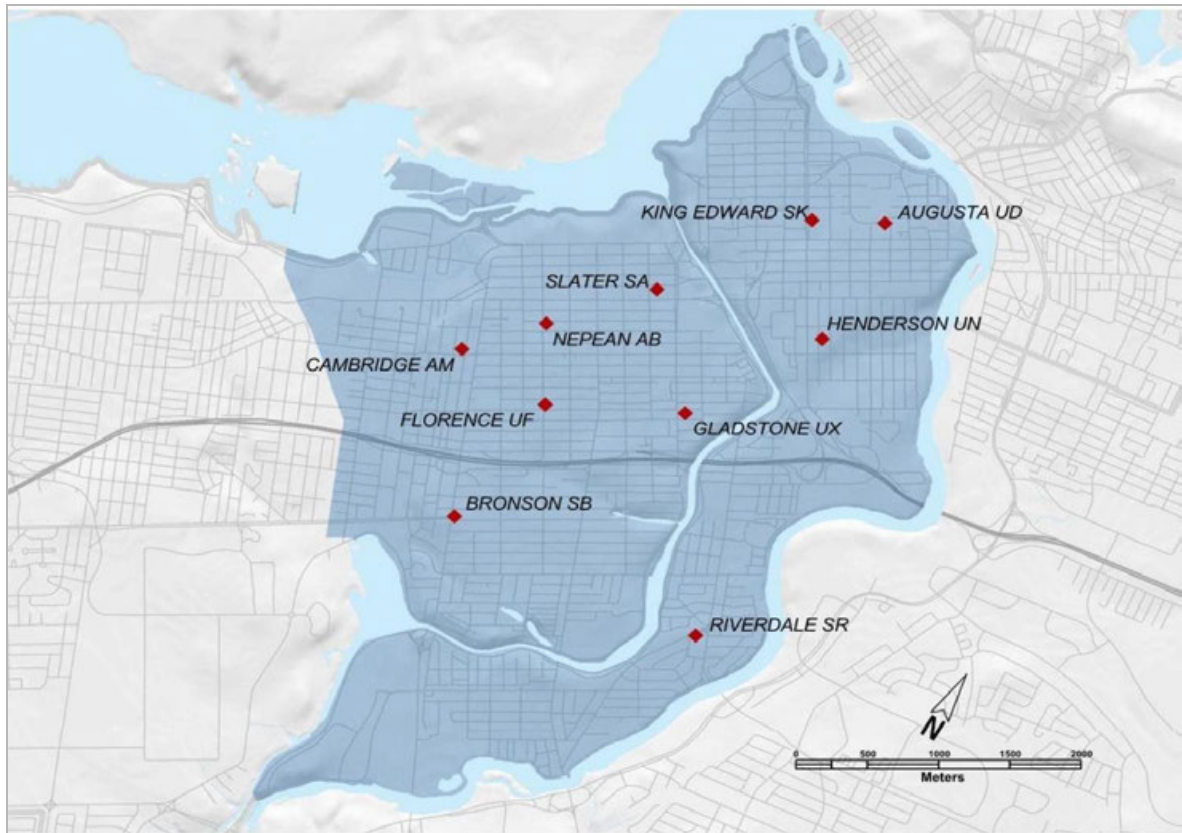 KING EDWARD SK
AUGUSTA UD
SLATER SA
NEPEAN AB
HENDERSON UN
CAMBRIDGE AM
FLORENCE UF
GLADSTONE UX
BRONSON SB
RIVERDALE SR
N
0 500 1000 1500 2000
Meters